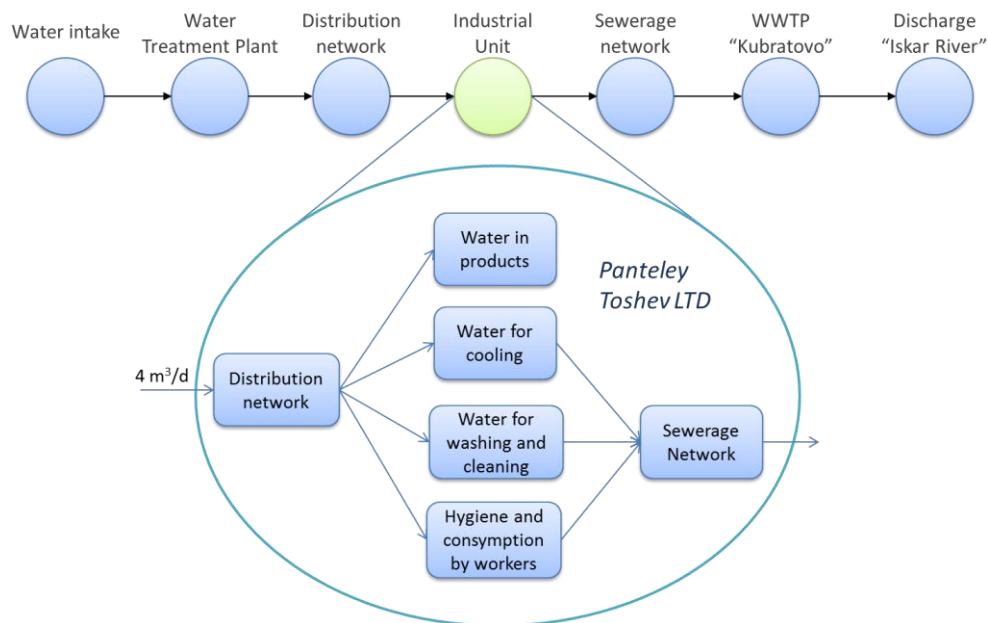 Water intake
Water
Treatment Plant
Distribution
network
Industrial
Unit
Sewerage
network
WWTP
“Kubratovo”
Discharge
“Iskar River”
Water in
products
Panteley
Toshev LTD
Water for
cooling
4 m³/d
Distribution
network
Water for
washing and
cleaning
Sewerage
Network
Hygiene and
consymption
by workers